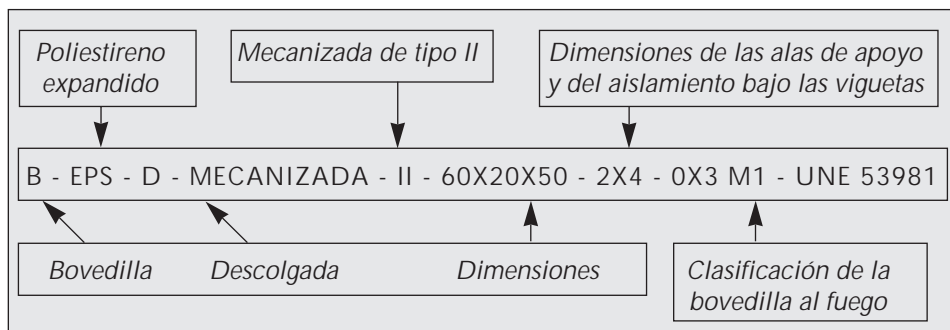 Poliestireno
expandido
Mecanizada de tipo II
Dimensiones de las alas de apoyo
y del aislamiento bajo las viguetas
B - EPS - D - MECANIZADA - II - 60X20X50 - 2X4 - 0X3 M1 - UNE 53981
Bovedilla
Descolgada
Dimensiones
Clasificación de la
bovedilla al fuego